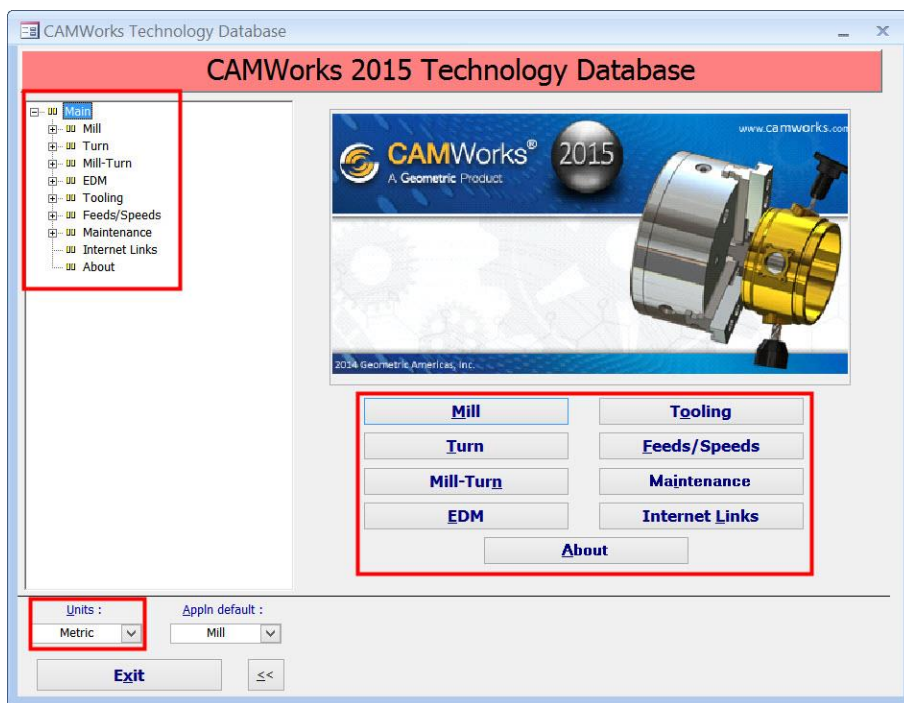 CAMWorks Technology Database
CAMWorks 2015 Technology Database
Main
Mill
Turn
Mill-Turn
EDM
Tooling
Feeds/Speeds
Maintenance
Internet Links
About
www.camworks.com
CAMWorks® 2015
A Geometric Product
2014 Geometric Americas, Inc.
Mill Tooling
Turn Feeds/Speeds
Mill-Turn Maintenance
EDM Internet Links
About
Units : Appln default :
Metric Mill
Exit <<